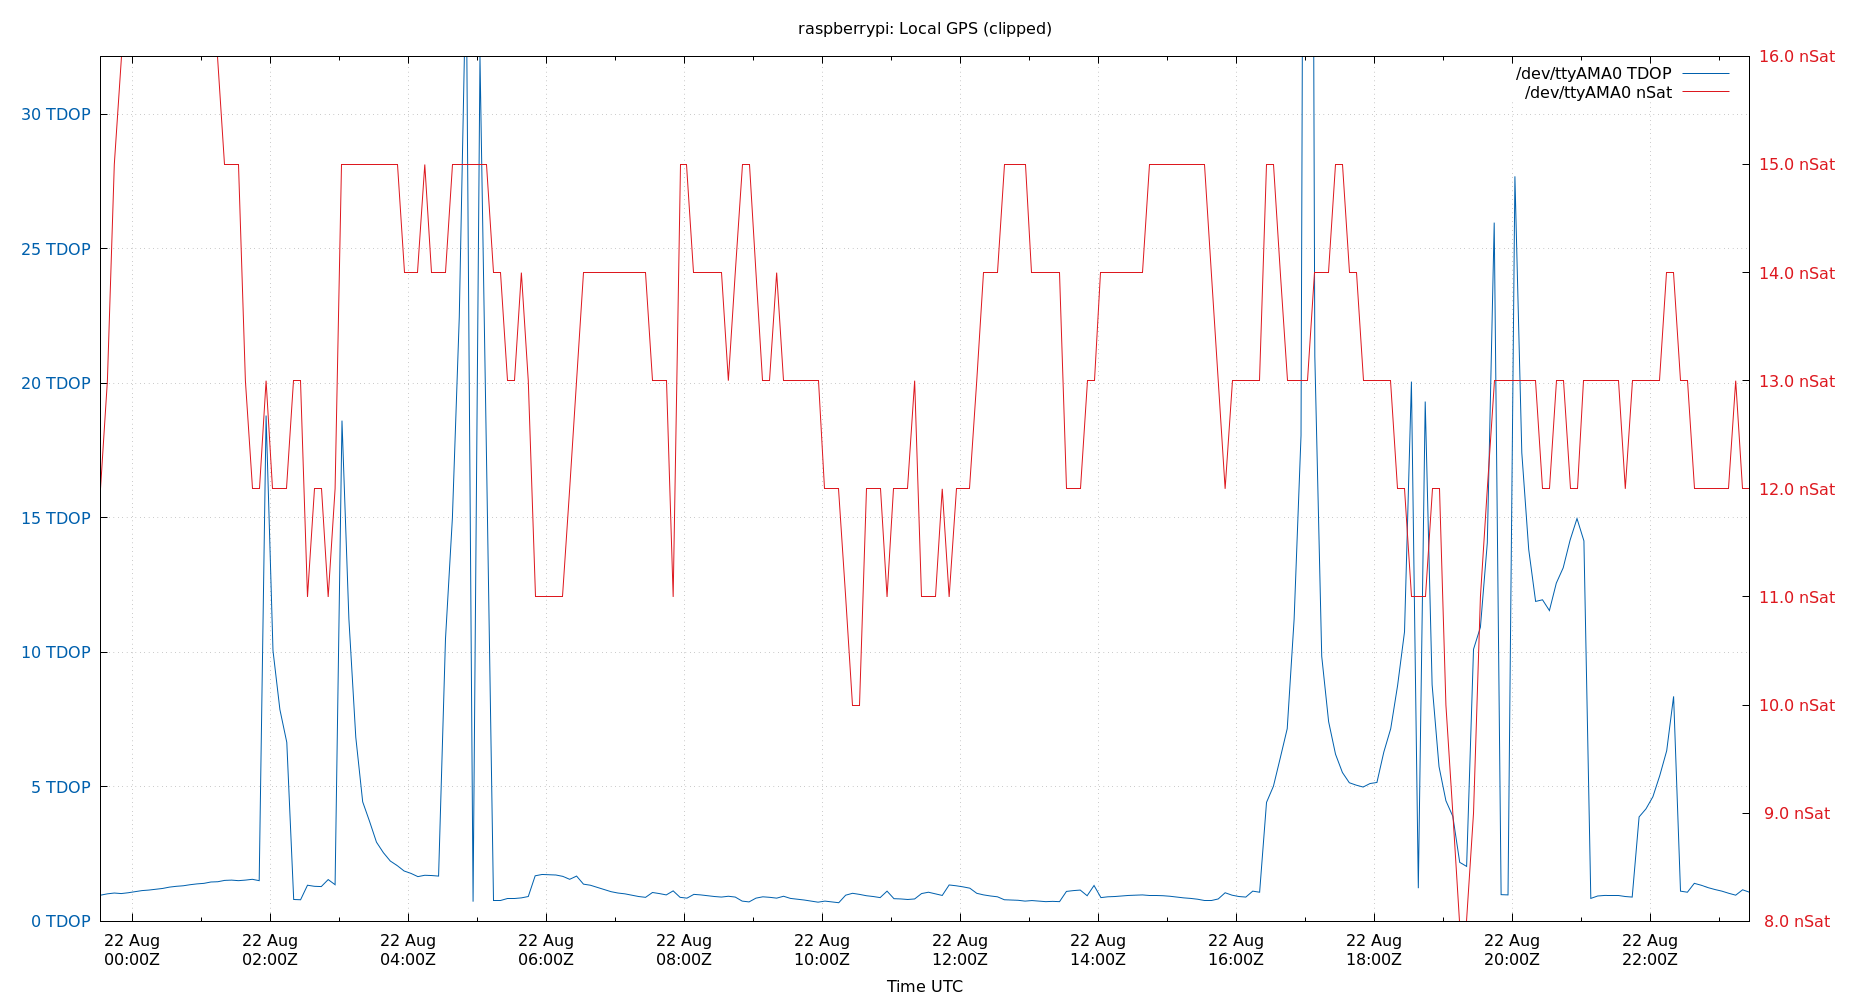 raspberrypi: Local GPS (clipped)
/dev/ttyAMA0 TDOP
/dev/ttyAMA0 nSat
30 TDOP
25 TDOP
20 TDOP
15 TDOP
10 TDOP
5 TDOP
0 TDOP
16.0 nSat
15.0 nSat
14.0 nSat
13.0 nSat
12.0 nSat
11.0 nSat
10.0 nSat
9.0 nSat
8.0 nSat
22 Aug 22 Aug 22 Aug 22 Aug 22 Aug 22 Aug 22 Aug 22 Aug 22 Aug 22 Aug 22 Aug 22 Aug
00:00Z 02:00Z 04:00Z 06:00Z 08:00Z 10:00Z 12:00Z 14:00Z 16:00Z 18:00Z 20:00Z 22:00Z
Time UTC